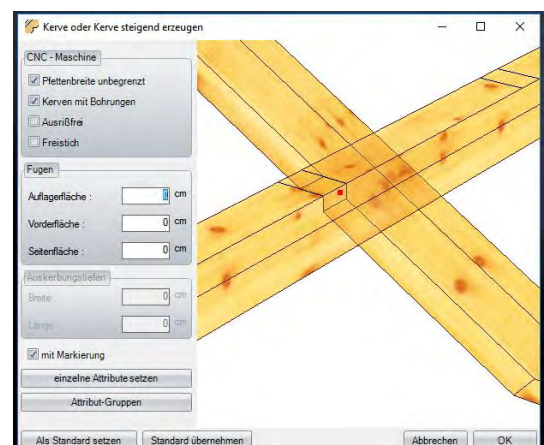 Kerve oder Kerve steigend erzeugen
CNC - Maschine
Pfettenbreite unbegrenzt
Kerven mit Bohrungen
Ausrißfrei
Freistich
Fugen
Auflagerfläche : 0 cm
Vorderfläche : 0 cm
Seitenfläche : 0 cm
Auskerbungstiefen
Breite 0 cm
Länge 0 cm
mit Markierung
einzelne Attribute setzen
Attribut-Gruppen
Als Standard setzen Standard übernehmen Abbrechen OK